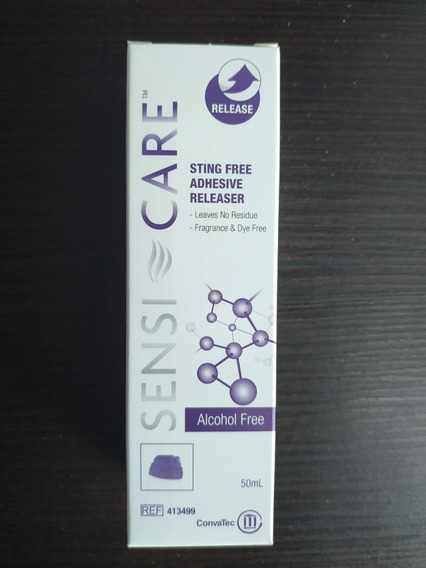 RELEASE
SENSI CARE™
STING FREE
ADHESIVE
RELEASER
- Leaves No Residue
- Fragrance & Dye Free
Alcohol Free
50mL
REF 413499
ConvaTec